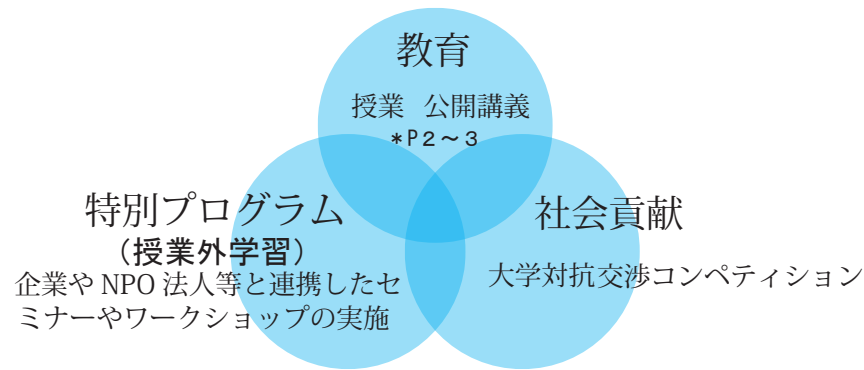 教育
授業 公開講義
*P2～3
特別プログラム
（授業外学習）
企業や NPO 法人等と連携したセ
ミナーやワークショップの実施
社会貢献
大学対抗交渉コンペティション